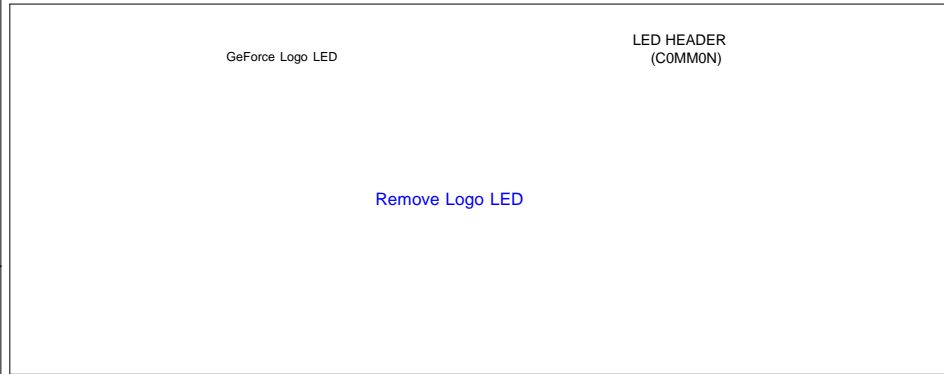 LED HEADER
GeForce Logo LED
(C0MM0N)
Remove Logo LED